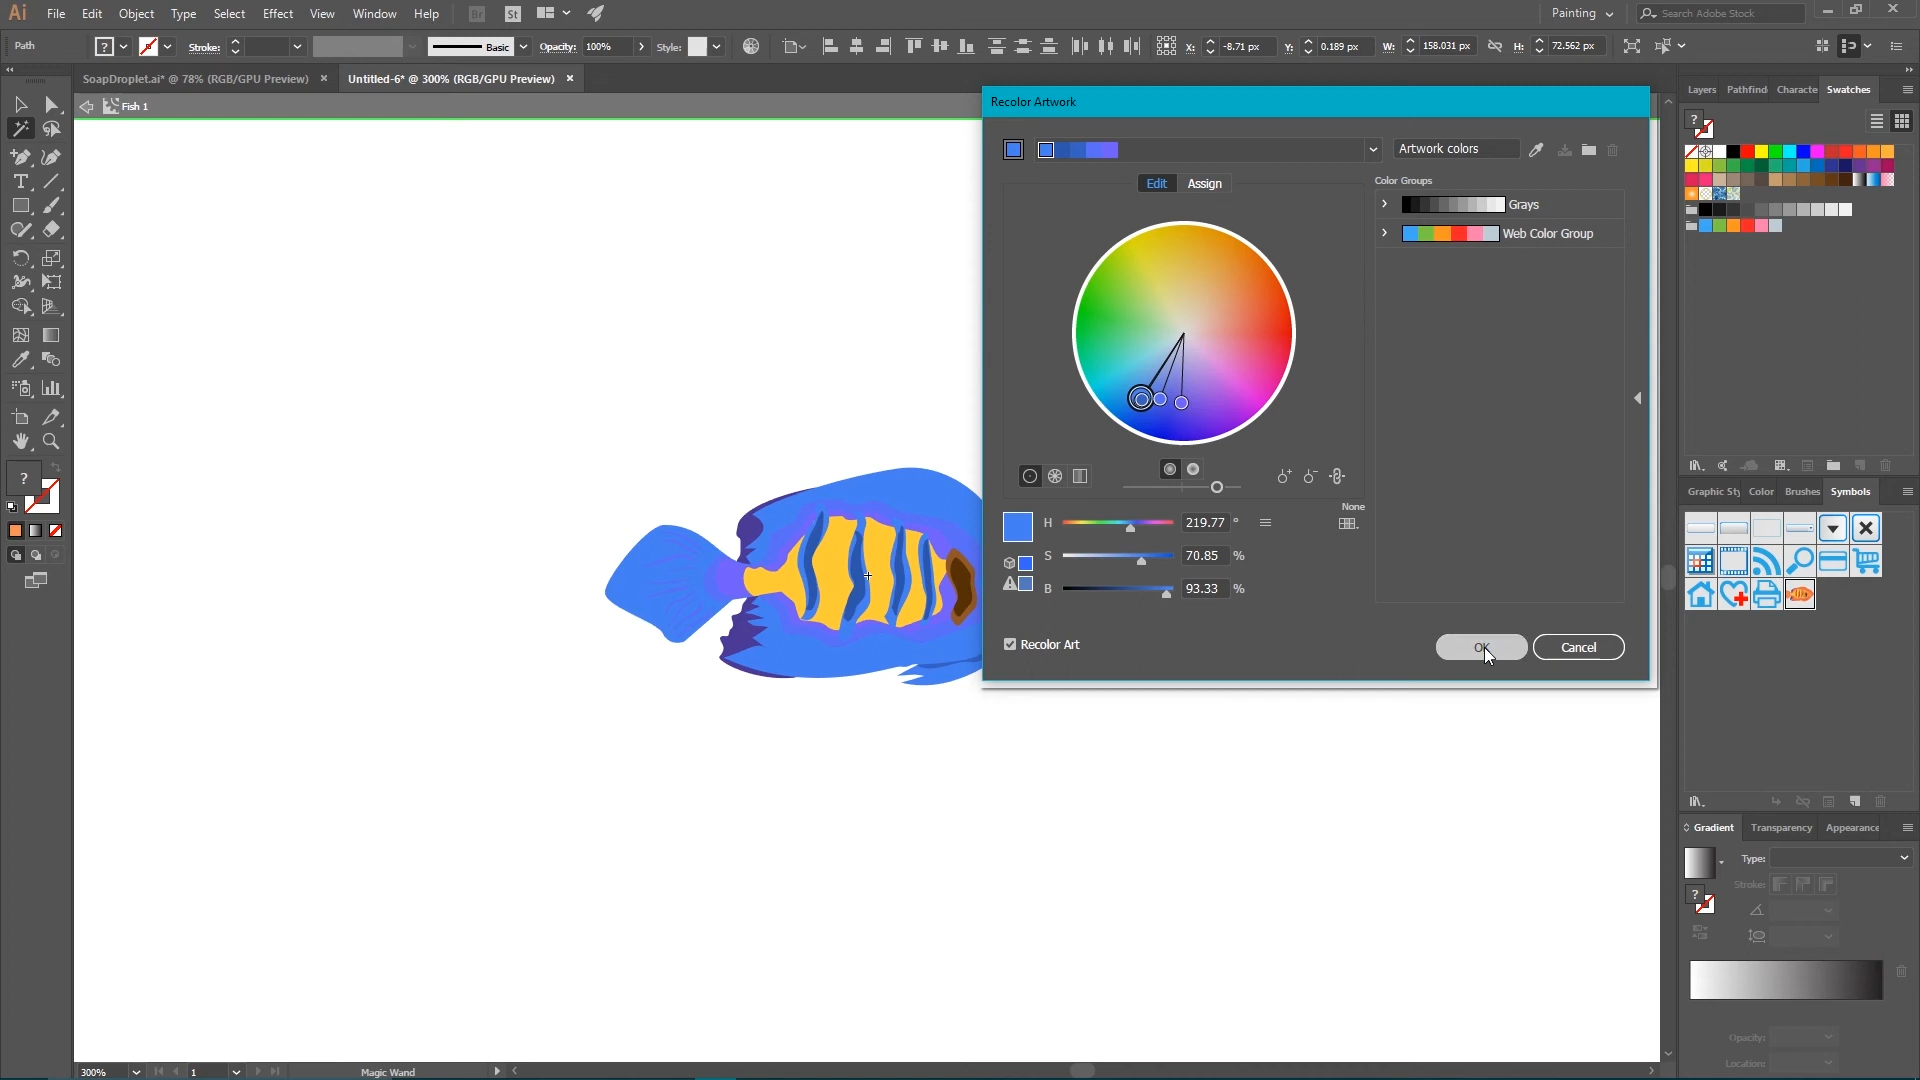 Ai File Edit Object Type Select Effect View Window Help Br St Painting Search Adobe Stock
Path ? Stroke: Basic Opacity: 100% Style: X: -8.71 px Y: 0.189 px W: 158.031 px H: 72.562 px
SoapDroplet.ai* @ 78% (RGB/GPU Preview) × Untitled-6* @ 300% (RGB/GPU Preview) ×
Fish 1
Recolor Artwork
Artwork colors
Edit Assign
Color Groups
Grays
Web Color Group
None
H 219.77 °
S 70.85 %
B 93.33 %
Recolor Art
OK Cancel
Layers Pathfind Characte Swatches
?
Graphic Sty Color Brushes Symbols
Gradient Transparency Appearance
Type:
Stroke:
?
Opacity:
Location:
?
300% 1 Magic Wand